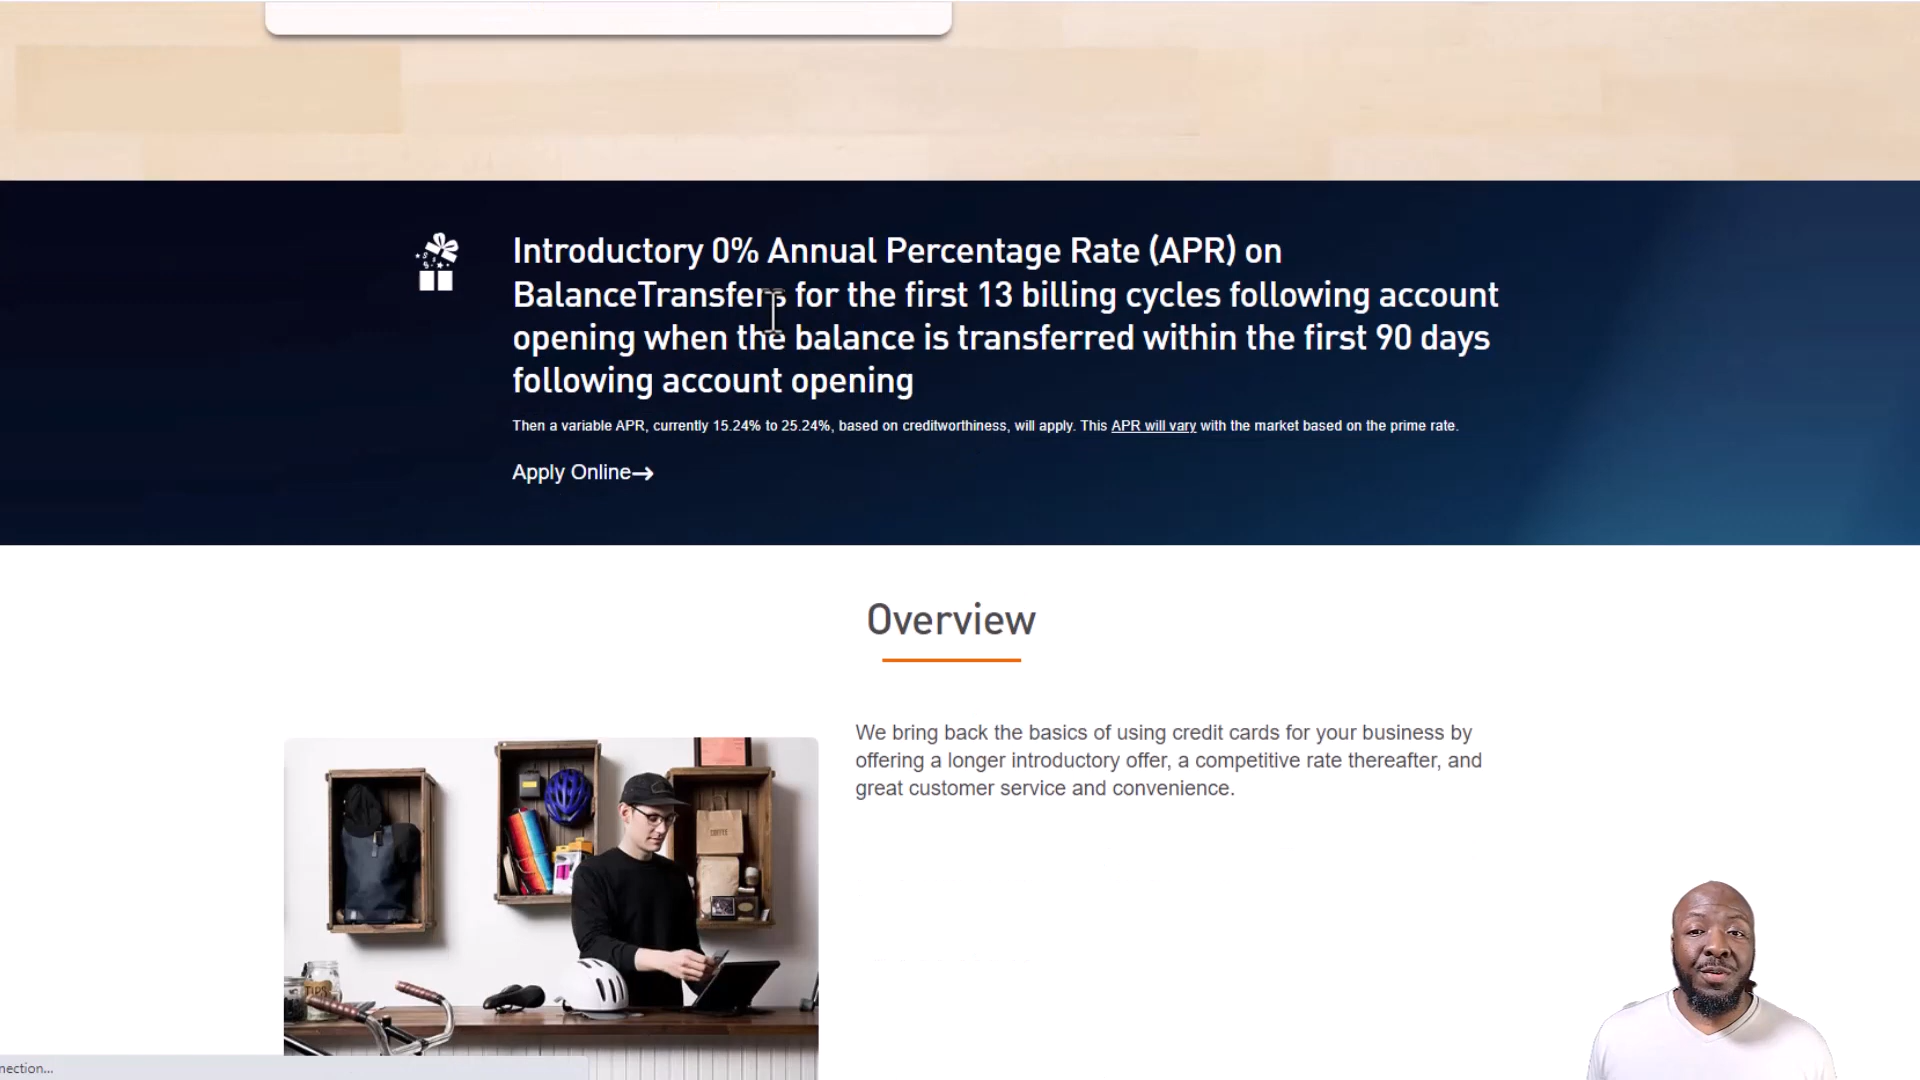 Introductory 0% Annual Percentage Rate (APR) on
BalanceTransfers for the first 13 billing cycles following account
opening when the balance is transferred within the first 90 days
following account opening
Then a variable APR, currently 15.24% to 25.24%, based on creditworthiness, will apply. This APR will vary with the market based on the prime rate.
Apply Online→
Overview
We bring back the basics of using credit cards for your business by
offering a longer introductory offer, a competitive rate thereafter, and
great customer service and convenience.
COFFEE
TIPS
nection...